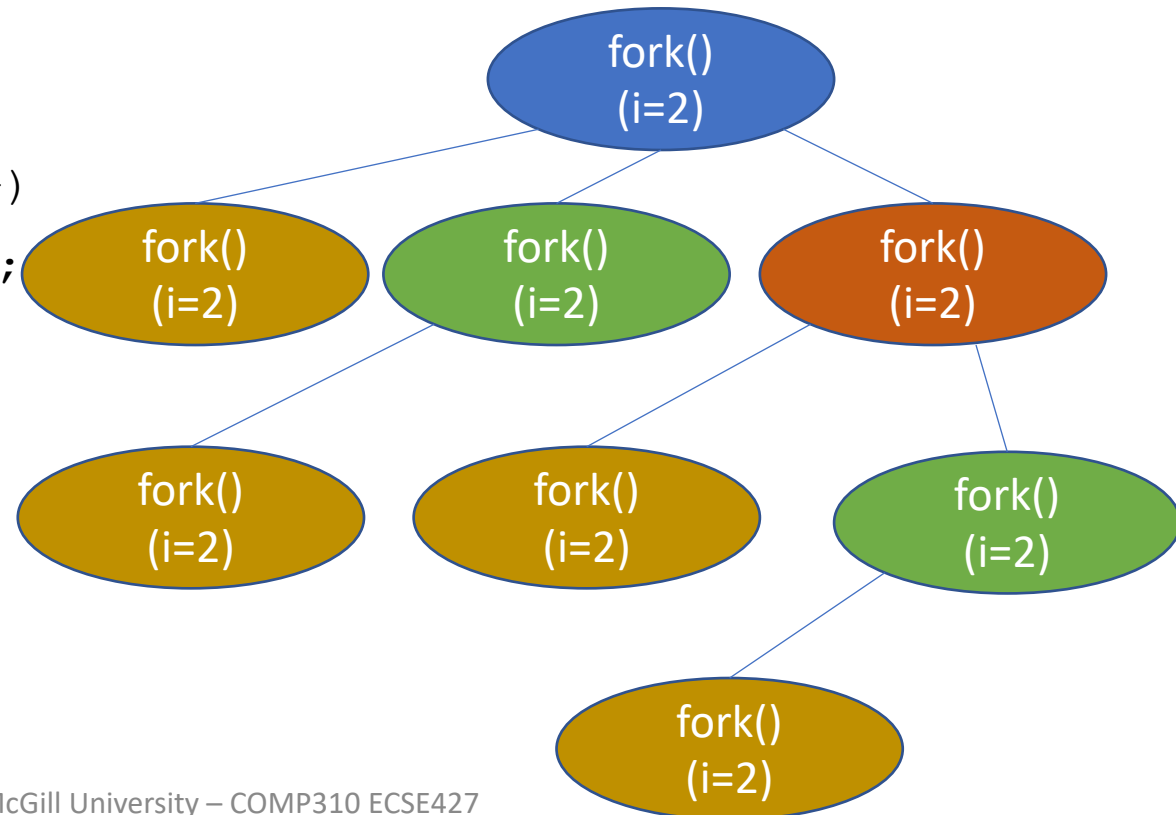 fork()
(i=2)
)
;
fork()
(i=2)
fork()
(i=2)
fork()
(i=2)
fork()
(i=2)
fork()
(i=2)
fork()
(i=2)
fork()
(i=2)
McGill University – COMP310 ECSE427